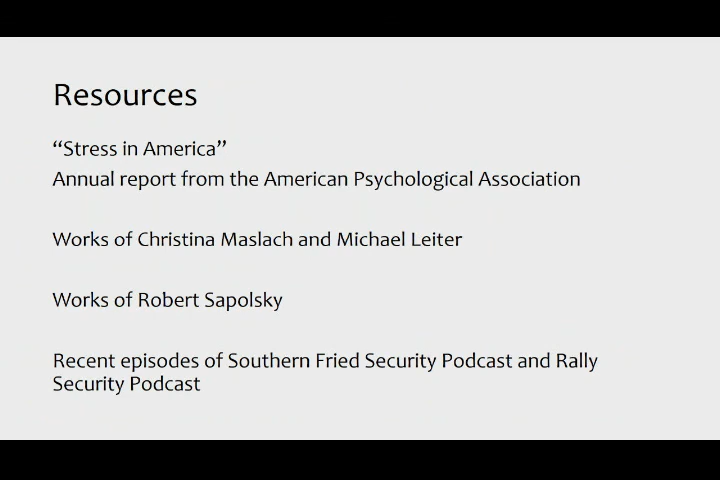 Resources
“Stress in America”
Annual report from the American Psychological Association
Works of Christina Maslach and Michael Leiter
Works of Robert Sapolsky
Recent episodes of Southern Fried Security Podcast and Rally
Security Podcast